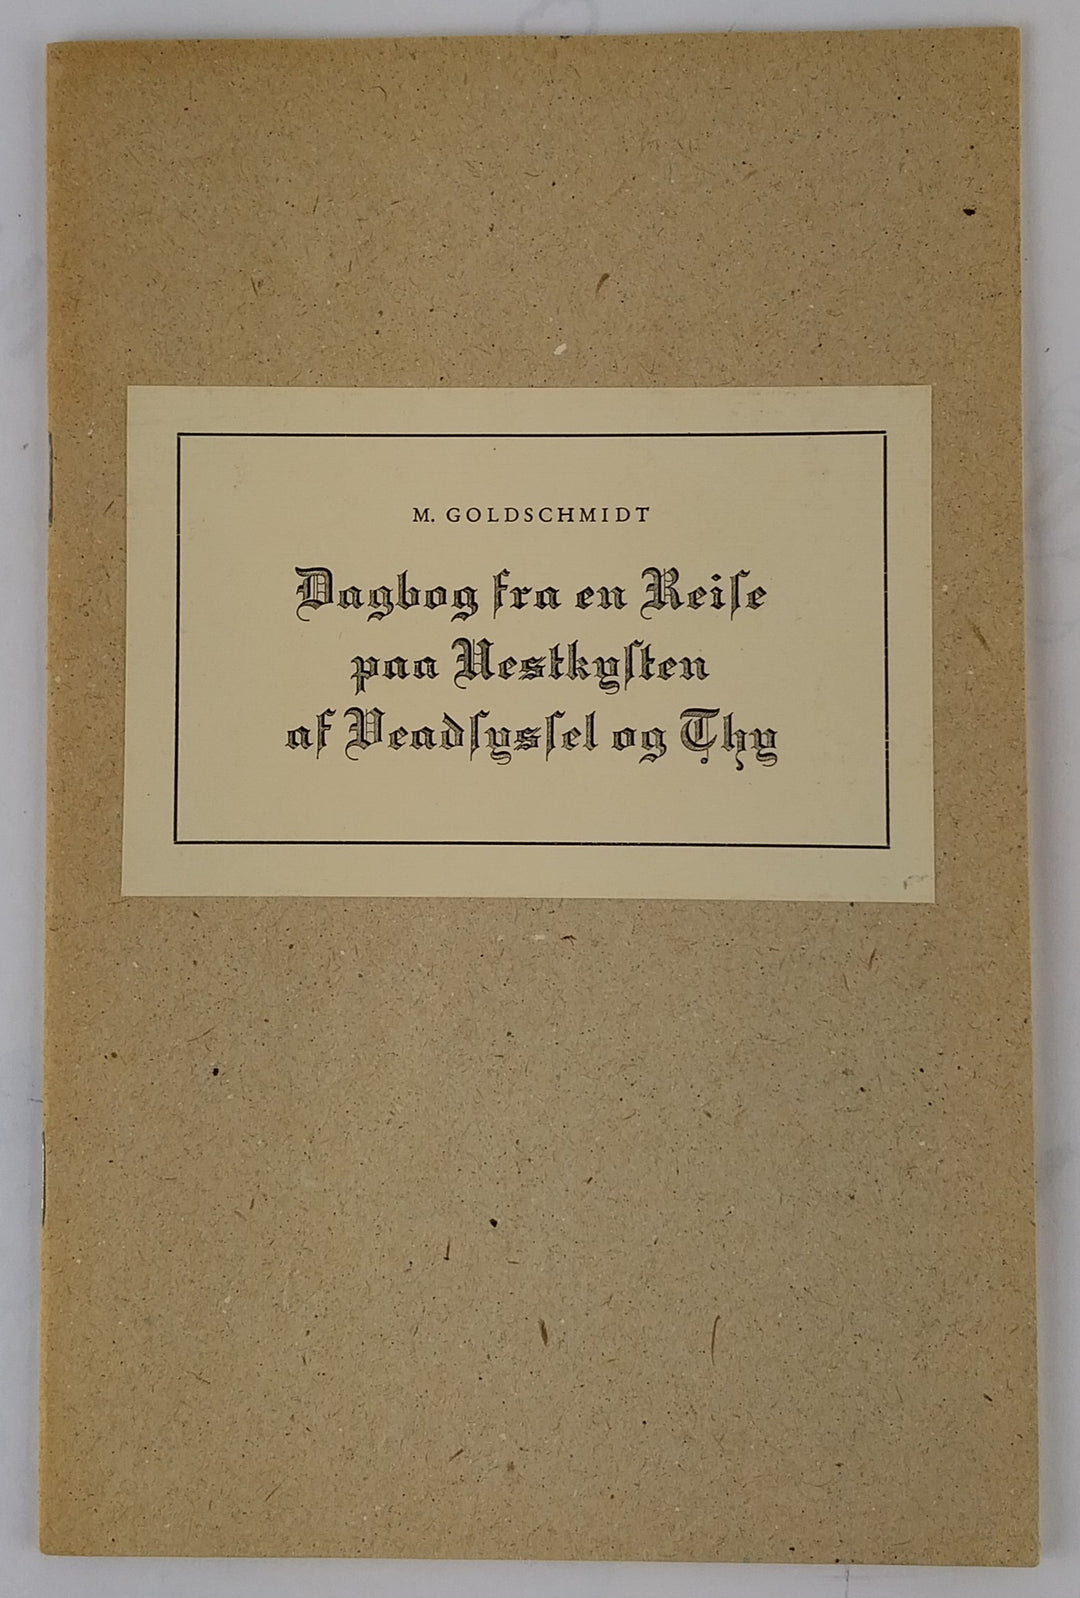 M. GOLDSCHMIDT
Dagbog fra en Reiſe
paa Vestkyſten
af Vendſysſel og Thy